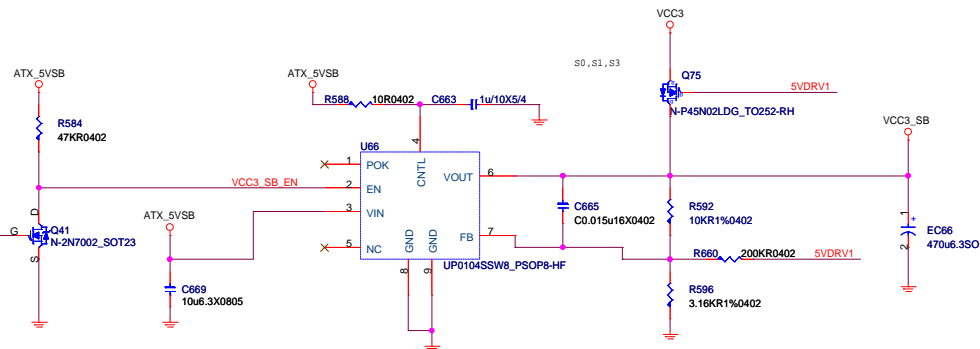 VCC3
S0,S1,S3
ATX_5VSB
ATX_5VSB
Q75
5VDRV1
R588
10R0402
C663
1u/10X5/4
N-P45N02LDG_TO252-RH
R584
47KR0402
VCC3_SB
4
U66
1
POK
CNTL
VOUT
6
VCC3_SB_EN
2
EN
ATX_5VSB
3
VIN
C665
C0.015u16X0402
R592
10KR1%0402
1
+
EC66
470u6.3SO
2
D
G
Q41
N-2N7002_SOT23
S
FB
7
5
NC
GND
GND
R660
200KR0402
5VDRV1
UP0104SSW8_PSOP8-HF
8
9
C669
10u6.3X0805
R596
3.16KR1%0402